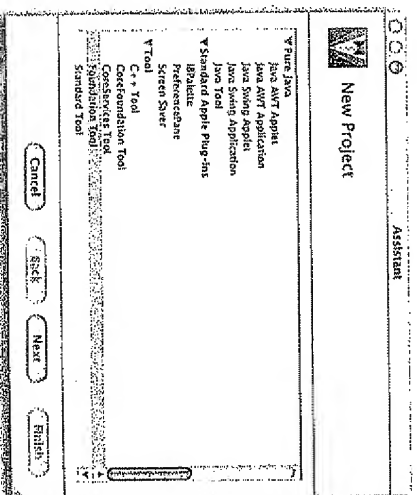 Assistant
New Project
▼ Pure Java
Java AWT Applet
Java AWT Application
Java Swing Applet
Java Swing Application
Java Tool
▼ Standard Apple Plug-ins
IBPalette
PreferencePane
Screen Saver
▼ Tool
C++ Tool
CoreFoundation Tool
CoreServices Tool
Foundation Tool
Standard Tool
Cancel
Back
Next
Finish